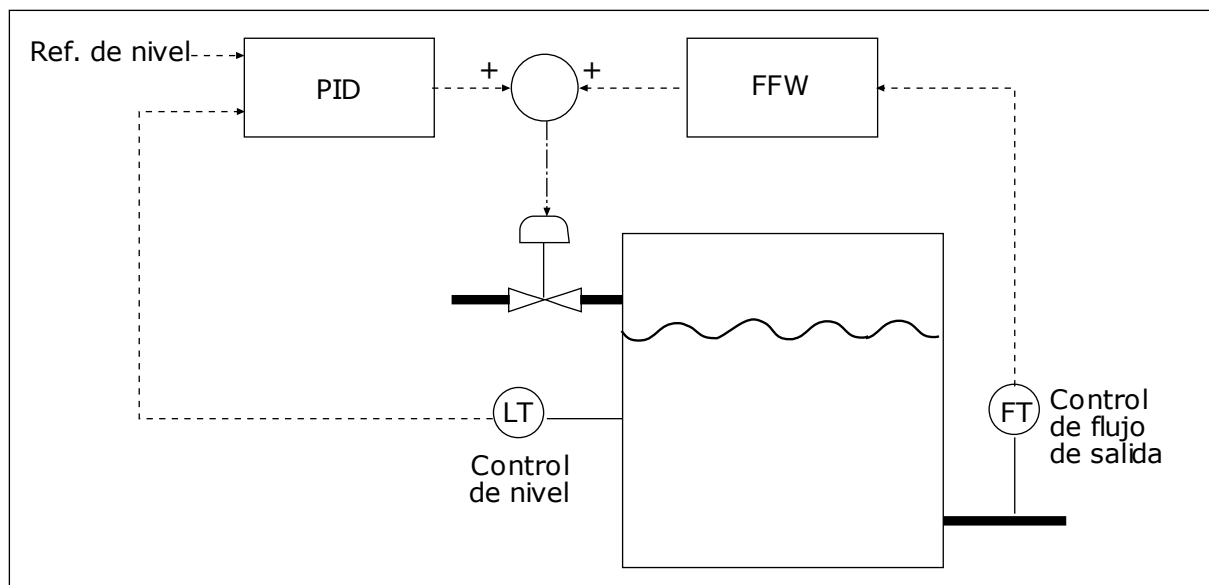 Ref. de nivel
PID
+
+
FFW
LT
Control
de nivel
FT
Control
de flujo
de salida